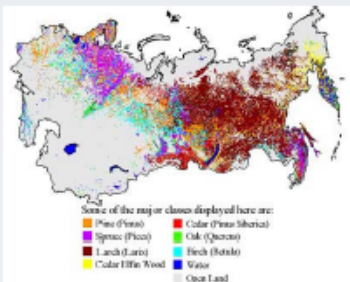 Some of the major classes displayed here are:
Pine (Pinus)
Spruce (Picea)
Larch (Larix)
Cedar Elfin Wood
Cedar (Pinus Siberica)
Oak (Quercus)
Birch (Betula)
Water
Open Land